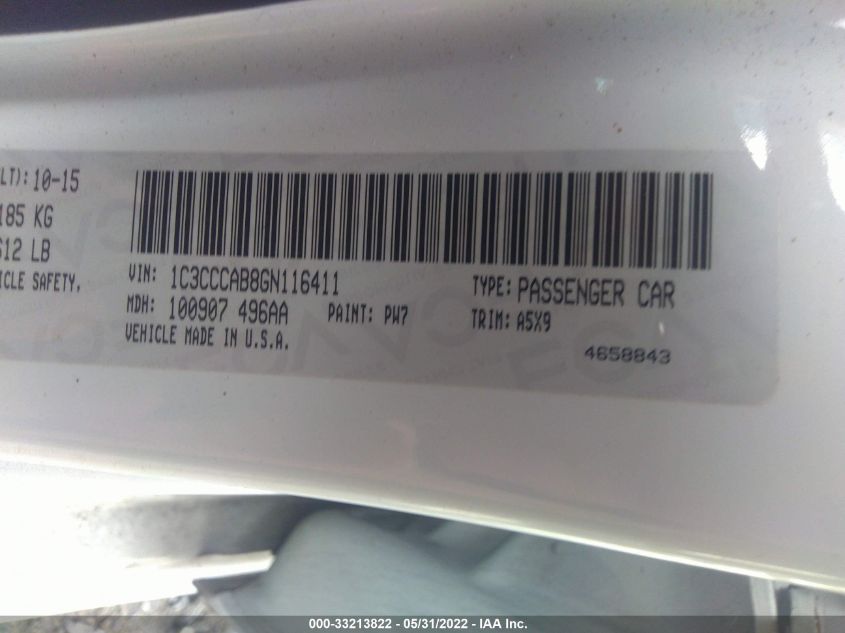 LT): 10-15
185 KG
612 LB
ICLE SAFETY,
VIN: 1C3CCCAB8GN116411
TYPE: PASSENGER CAR
MDH: 100907 496AA
PAINT: PW7
TRIM: A5X9
VEHICLE MADE IN U.S.A.
4658843
000-33213822 - 05/31/2022 - IAA Inc.